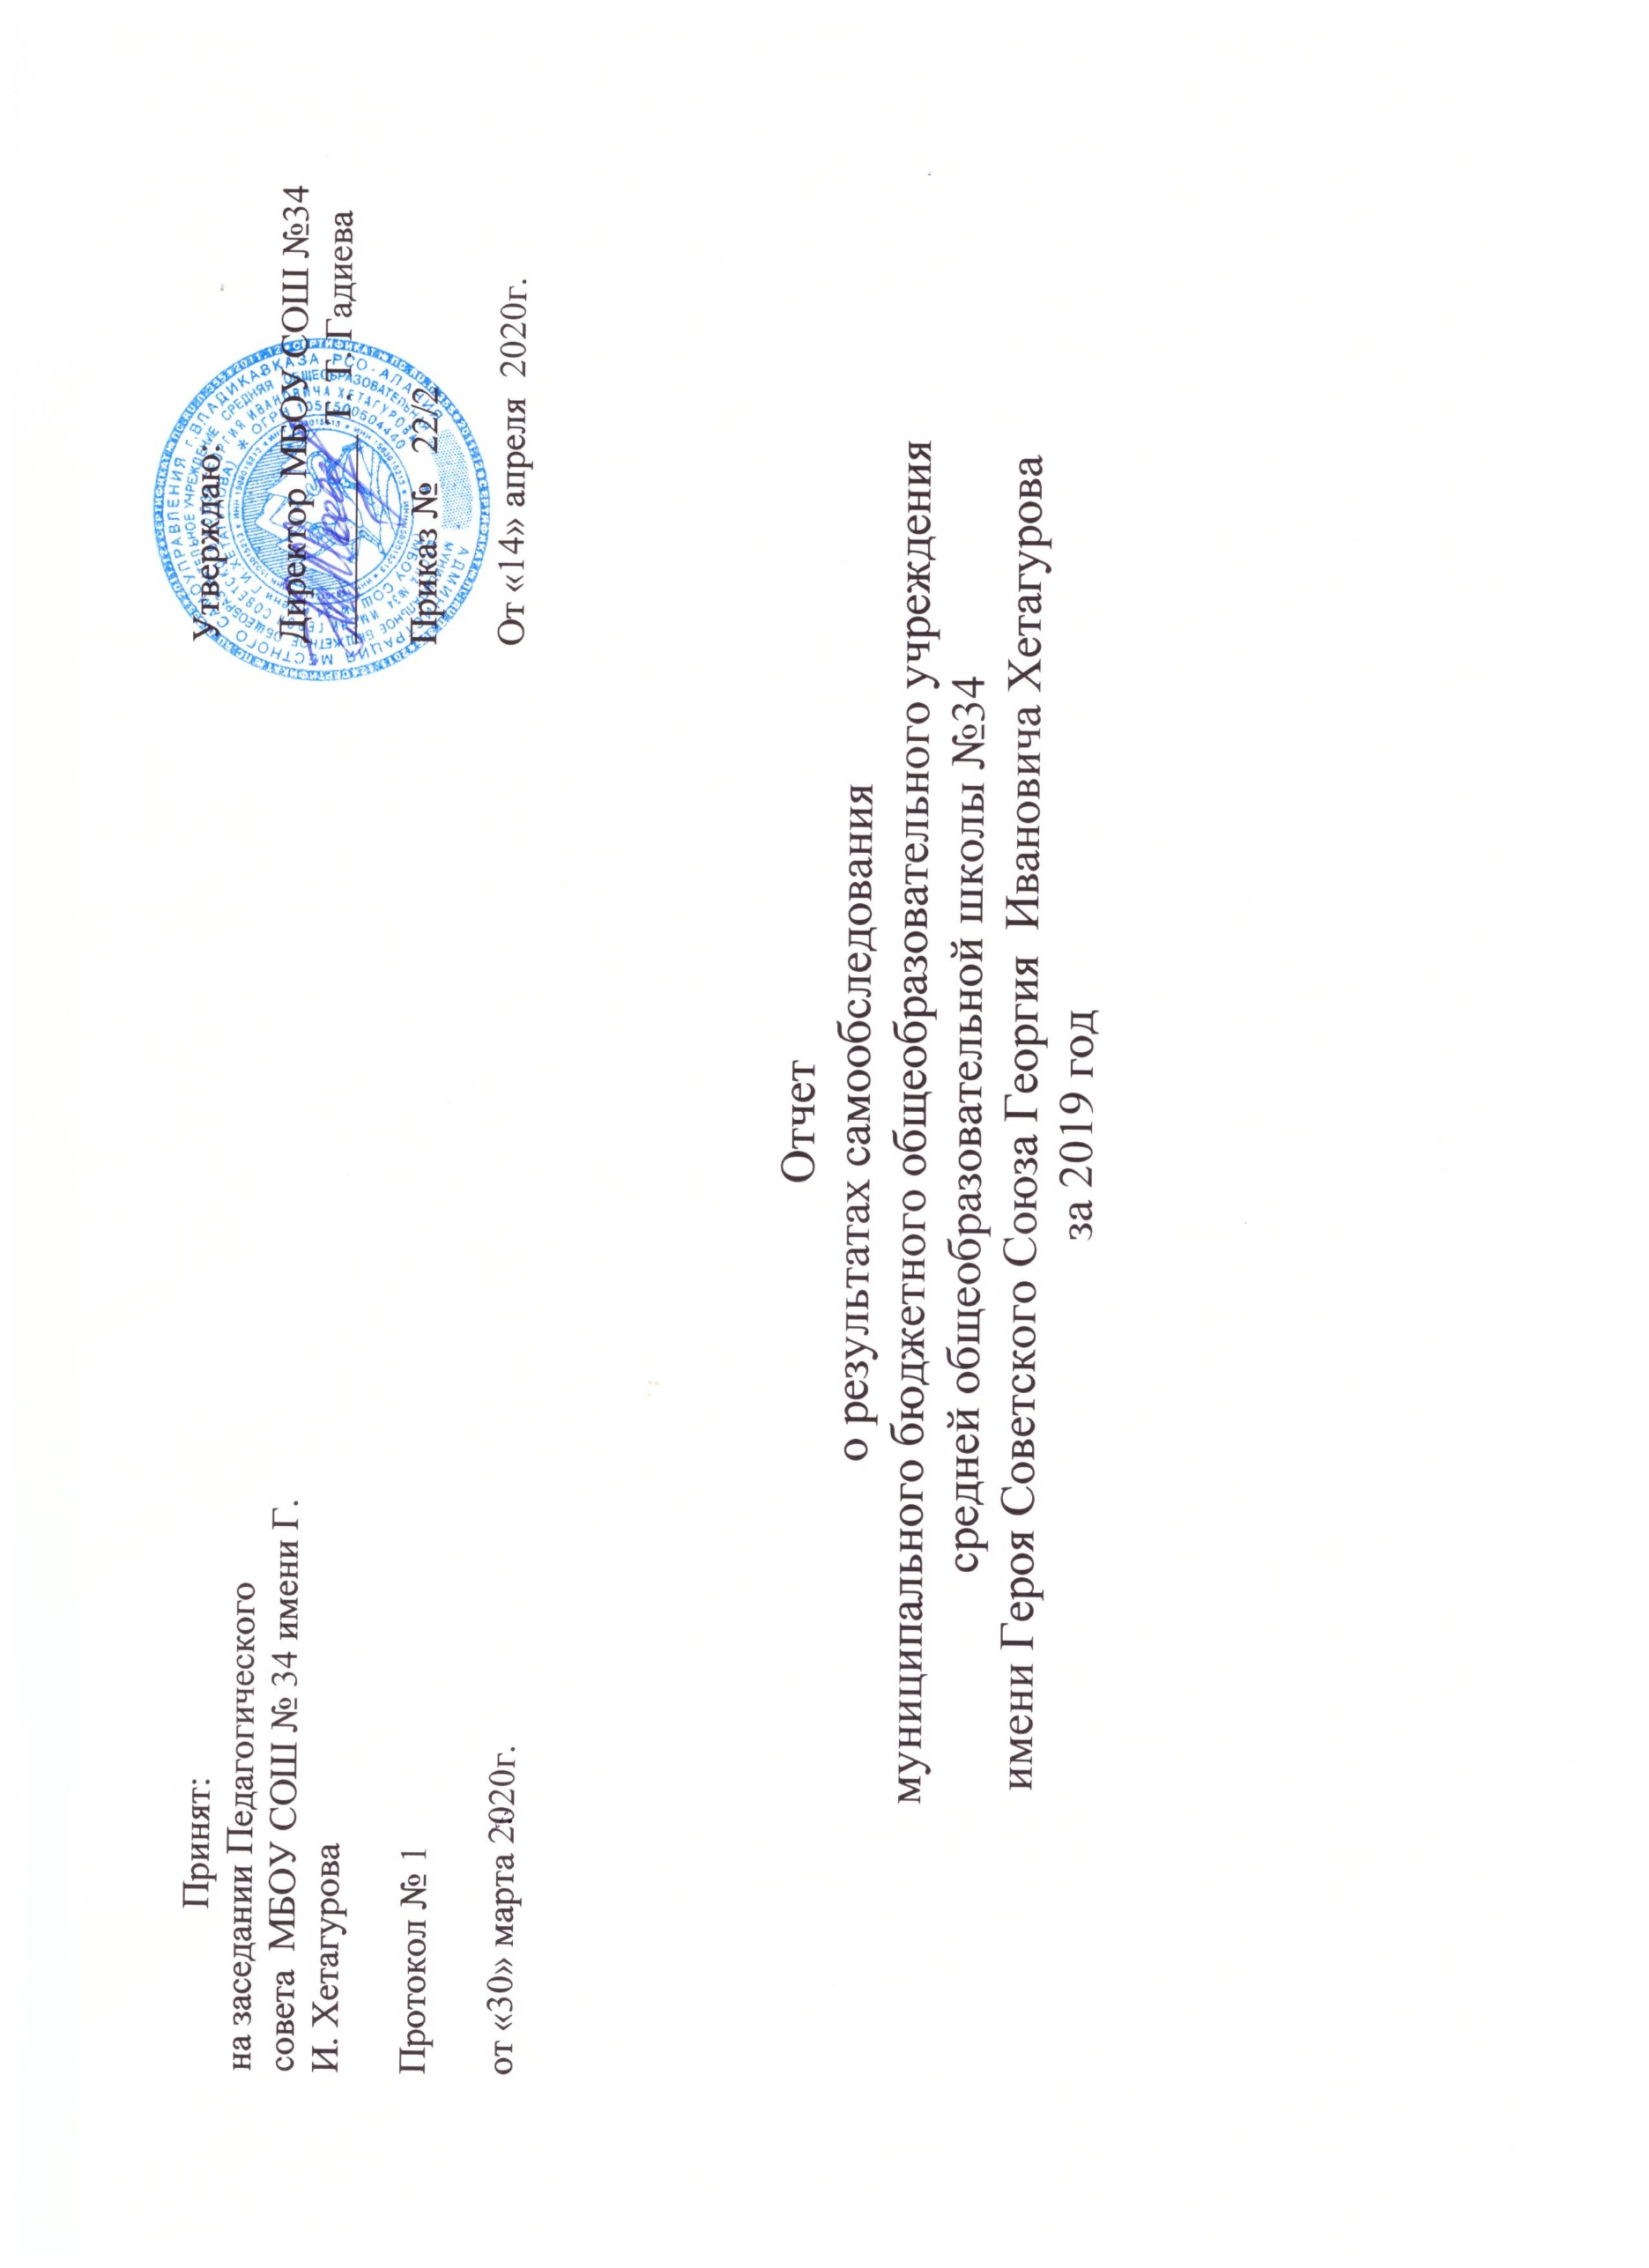 Принят:
на заседании Педагогического
совета МБОУ СОШ № 34 имени Г.
И. Хетагурова
Протокол № 1
от «30» марта 2020г.
Утверждаю:
Директор МБОУ СОШ №34
Т. Т. Гадиева
Приказ № 22/2
От «14» апреля 2020г.
Отчет
о результатах самообследования
муниципального бюджетного общеобразовательного учреждения
средней общеобразовательной школы №34
имени Героя Советского Союза Георгия Ивановича Хетагурова
за 2019 год